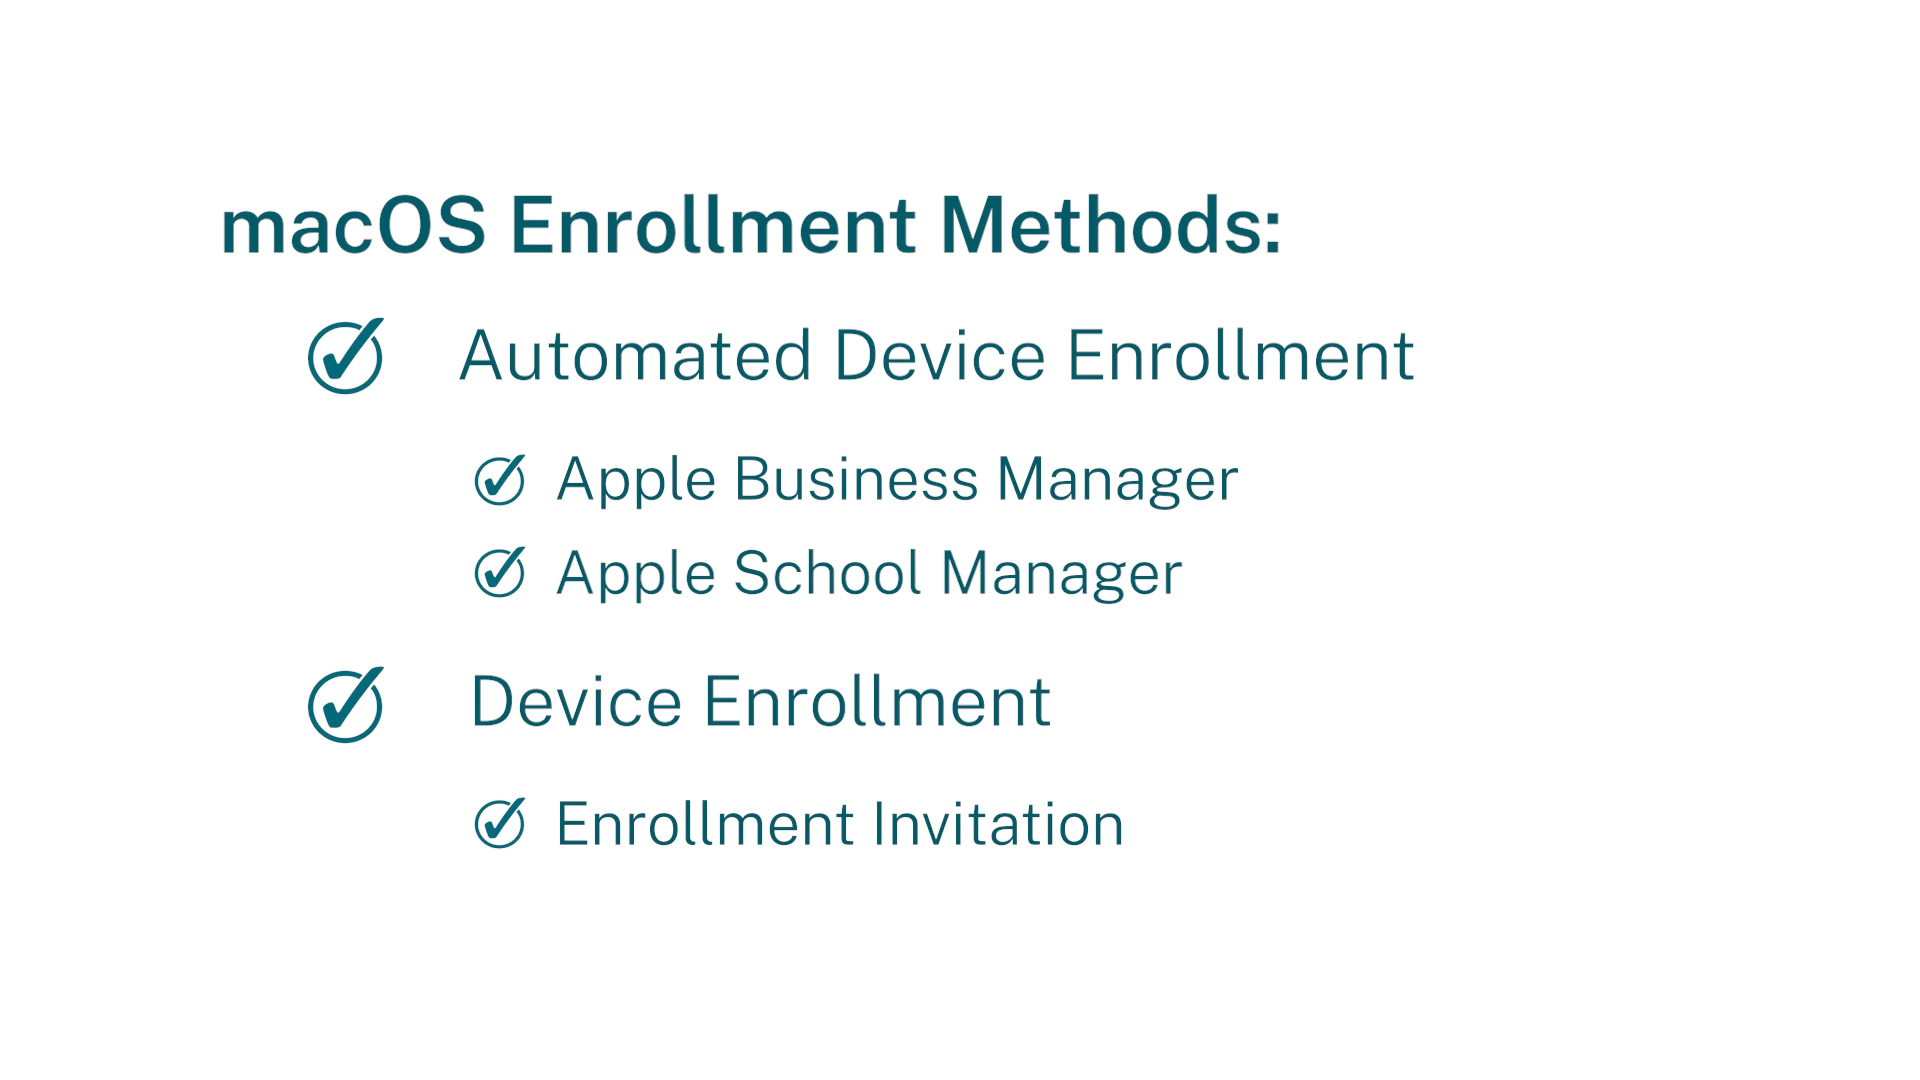 macOS Enrollment Methods:
Automated Device Enrollment
Apple Business Manager
Apple School Manager
Device Enrollment
Enrollment Invitation